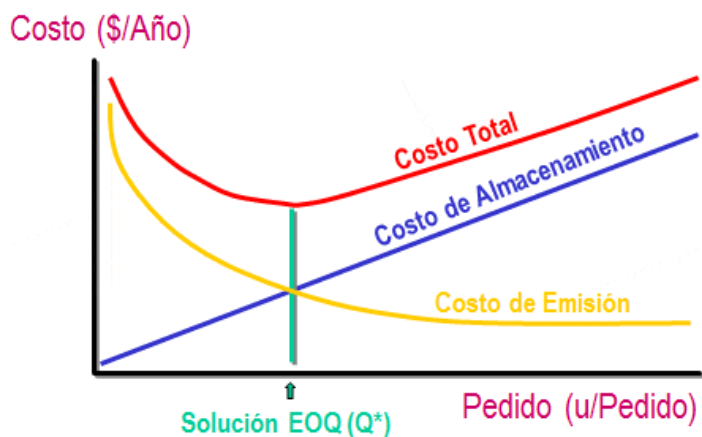 Costo ($/Año)
Costo Total
Costo de Almacenamiento
Costo de Emisión
Pedido (u/Pedido)
Solución EOQ (Q*)